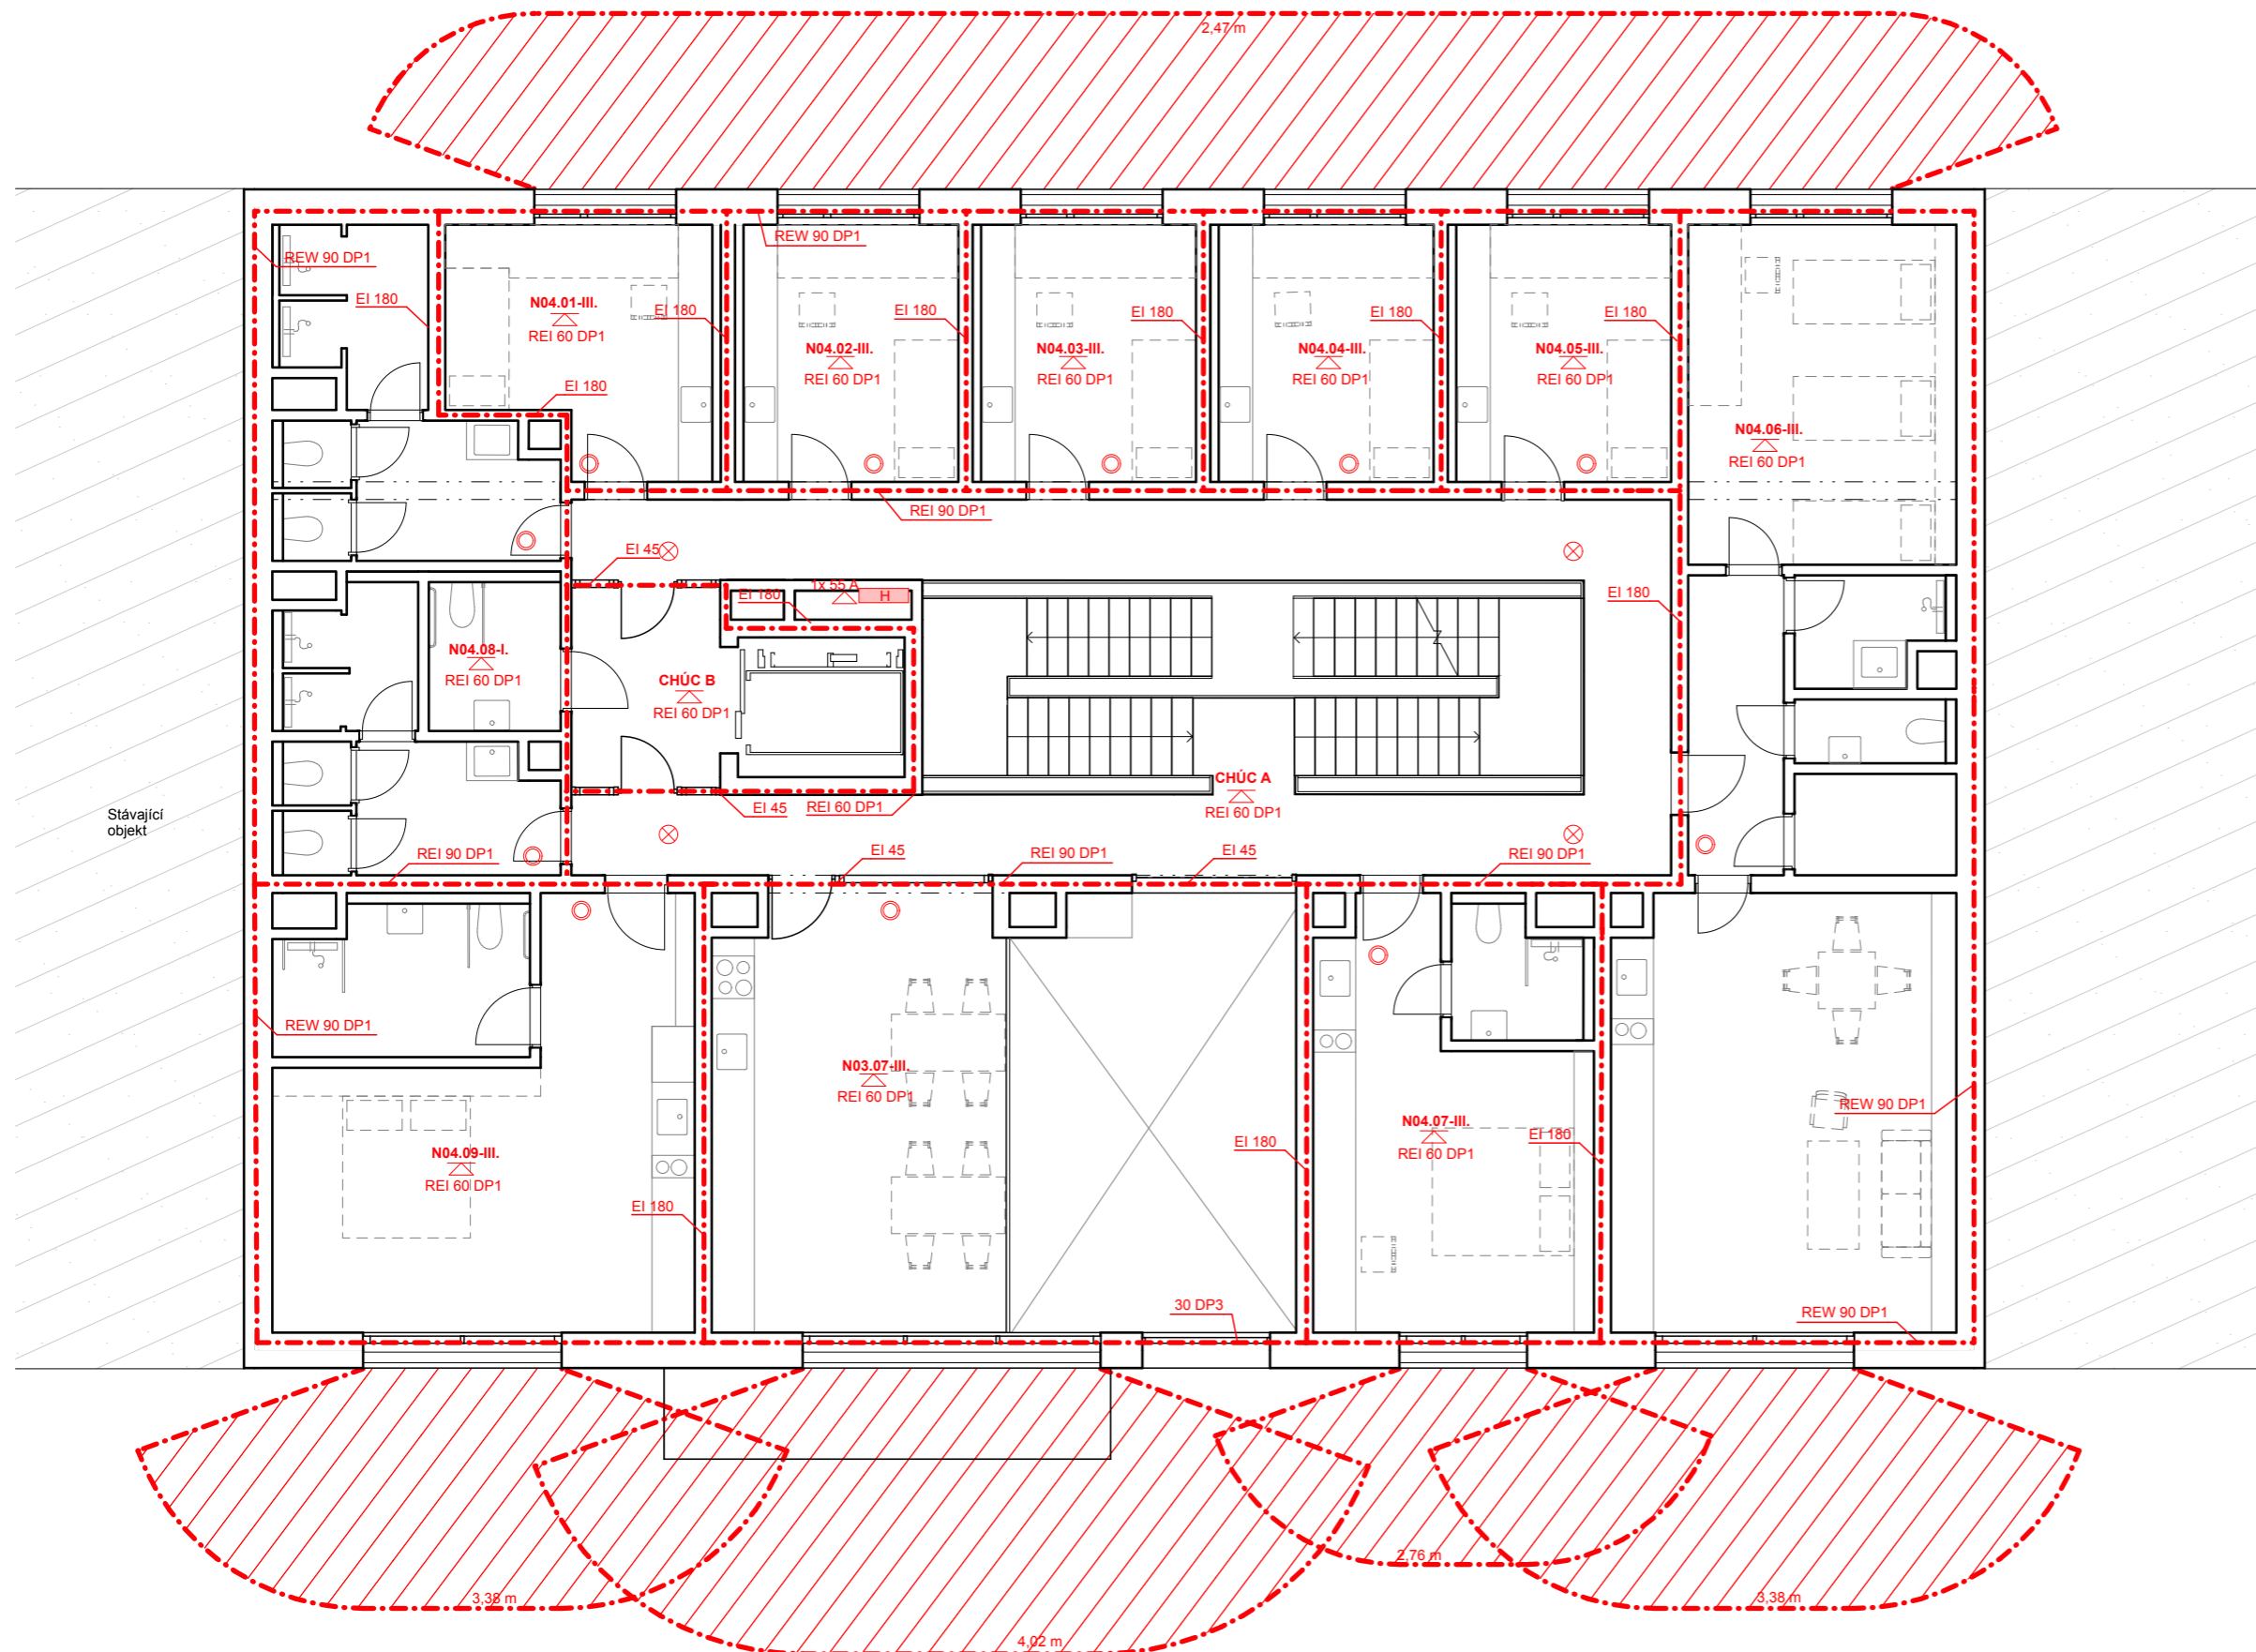 2,47 m
REW 90 DP1
REW 90 DP1
EI 180
N04.01-III.
REI 60 DP1
EI 180
EI 180
N04.02-III.
REI 60 DP1
EI 180
N04.03-III.
REI 60 DP1
EI 180
N04.04-III.
REI 60 DP1
EI 180
N04.05-III.
REI 60 DP1
EI 180
N04.06-III.
REI 60 DP1
REI 90 DP1
EI 45
1x 55 A
H
EI 180
EI 180
N04.08-I.
REI 60 DP1
CHÚC B
REI 60 DP1
CHÚC A
REI 60 DP1
EI 45
REI 60 DP1
Stávající
objekt
REI 90 DP1
EI 45
REI 90 DP1
EI 45
REI 90 DP1
REW 90 DP1
N03.07-III.
REI 60 DP1
N04.07-III.
REI 60 DP1
EI 180
EI 180
REW 90 DP1
N04.09-III.
REI 60 DP1
EI 180
30 DP3
REW 90 DP1
2,76 m
3,38 m
3,38 m
4,02 m